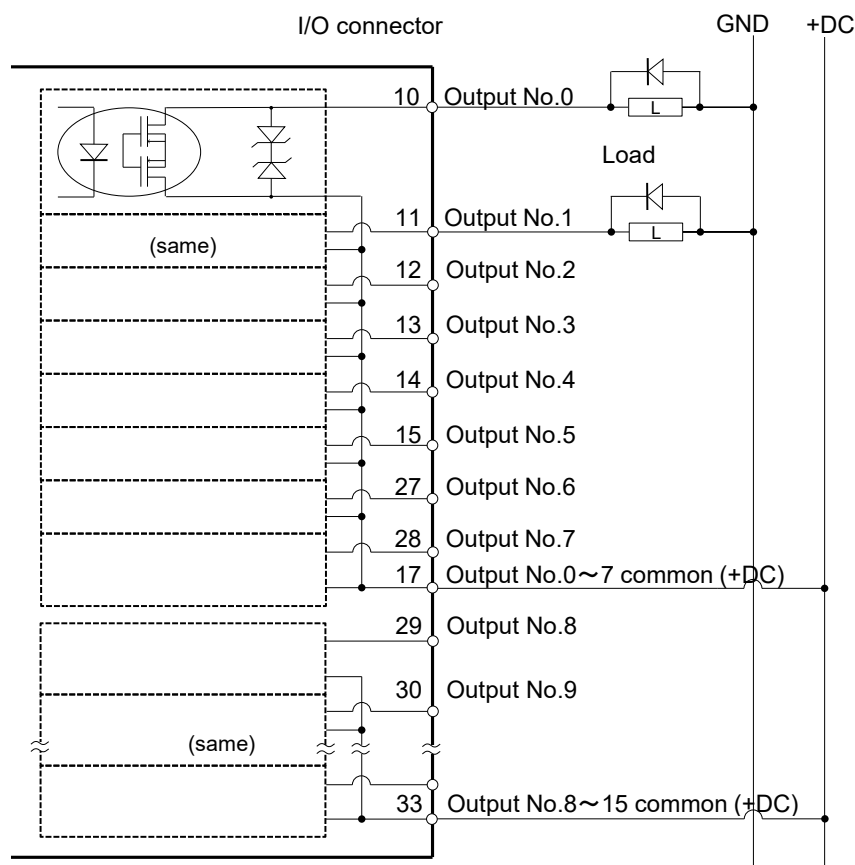 I/O connector GND +DC
10 Output No.0
L
Load
11 Output No.1
L
(same)
12 Output No.2
13 Output No.3
14 Output No.4
15 Output No.5
27 Output No.6
28 Output No.7
17 Output No.0～7 common (+DC)
29 Output No.8
30 Output No.9
(same)
33 Output No.8～15 common (+DC)